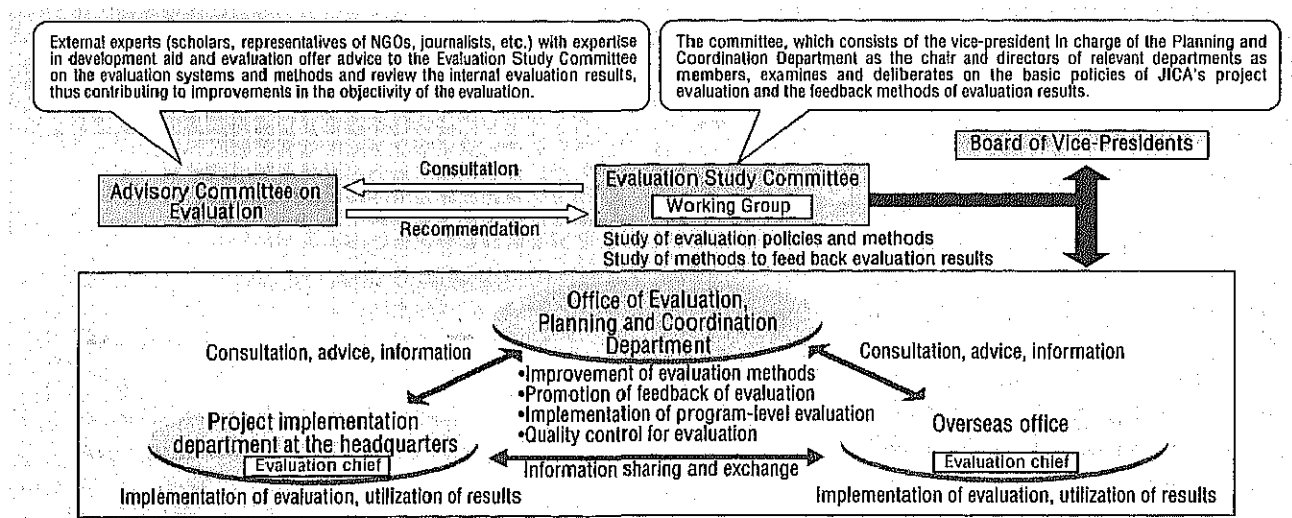 External experts (scholars, representatives of NGOs, journalists, etc.) with expertise
in development aid and evaluation offer advice to the Evaluation Study Committee
on the evaluation systems and methods and review the internal evaluation results,
thus contributing to improvements in the objectivity of the evaluation.
The committee, which consists of the vice-president in charge of the Planning and
Coordination Department as the chair and directors of relevant departments as
members, examines and deliberates on the basic policies of JICA's project
evaluation and the feedback methods of evaluation results.
Board of Vice-Presidents
Advisory Committee on
Evaluation
Consultation
Recommendation
Evaluation Study Committee
Working Group
Study of evaluation policies and methods
Study of methods to feed back evaluation results
Office of Evaluation,
Planning and Coordination
Department
Consultation, advice, information
Consultation, advice, information
•Improvement of evaluation methods
•Promotion of feedback of evaluation
•Implementation of program-level evaluation
•Quality control for evaluation
Project implementation
department at the headquarters
Evaluation chief
Implementation of evaluation, utilization of results
Information sharing and exchange
Overseas office
Evaluation chief
Implementation of evaluation, utilization of results